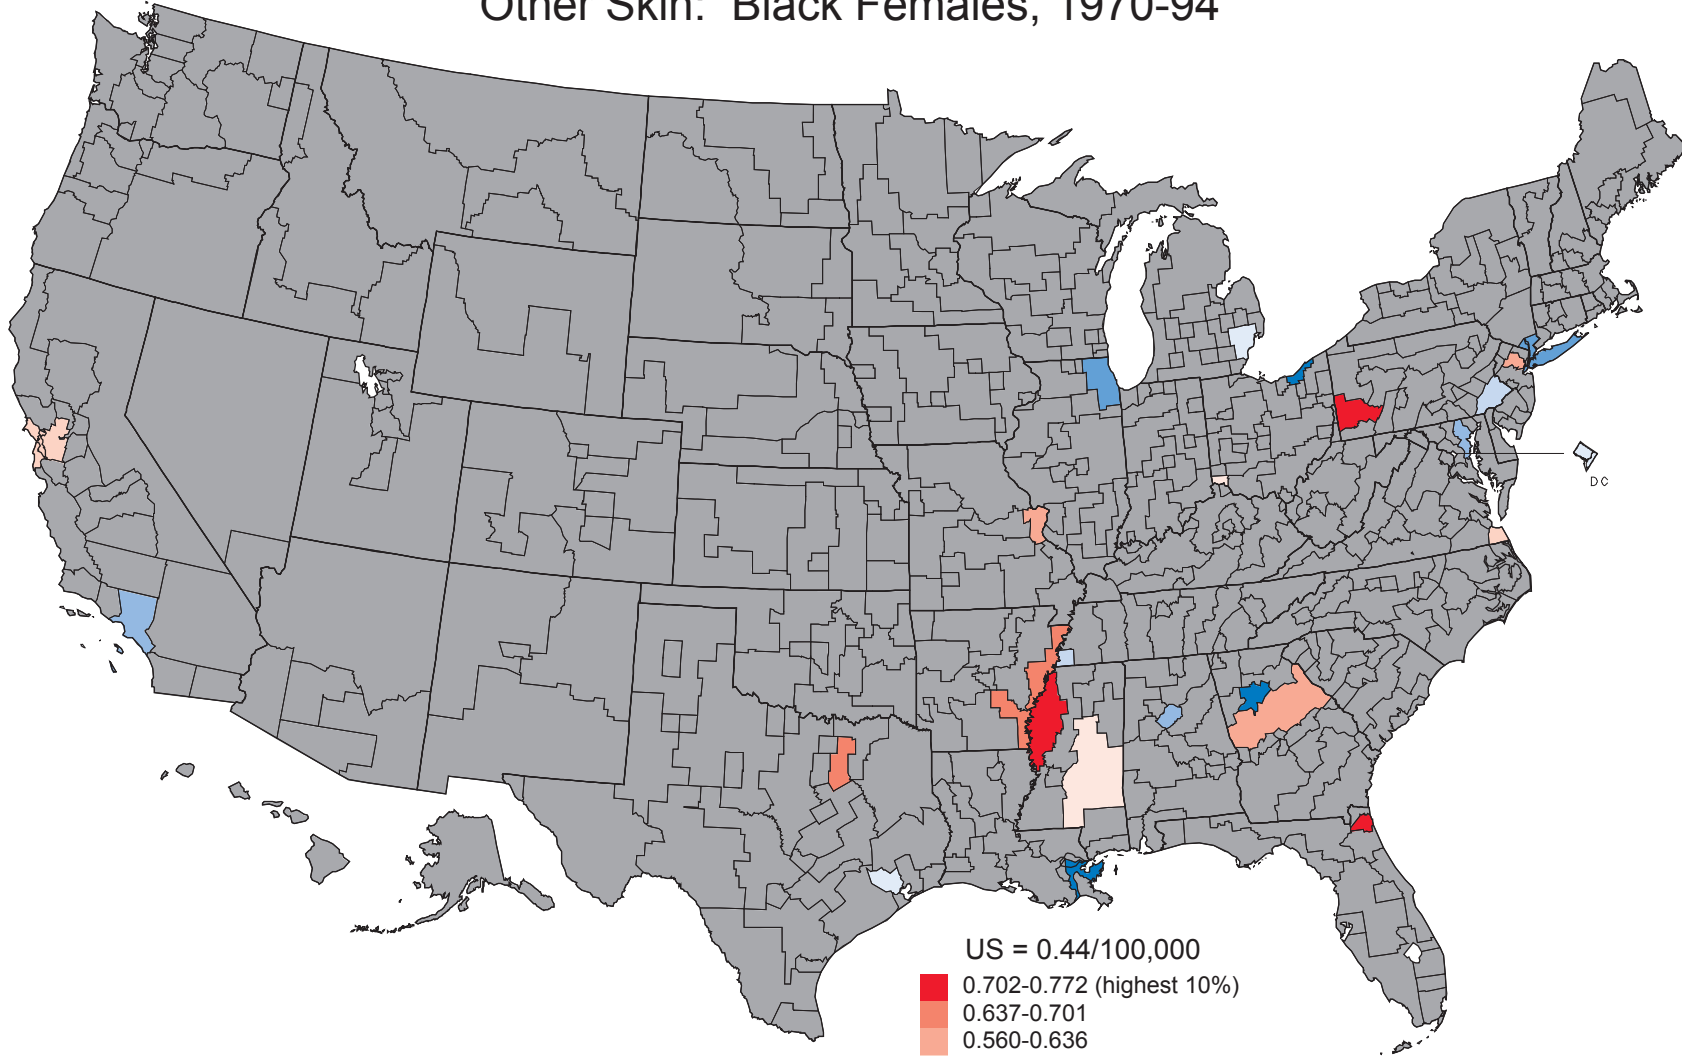 Other Skin: Black Females, 1970-94
DC
US = 0.44/100,000
0.702-0.772 (highest 10%)
0.637-0.701
0.560-0.636